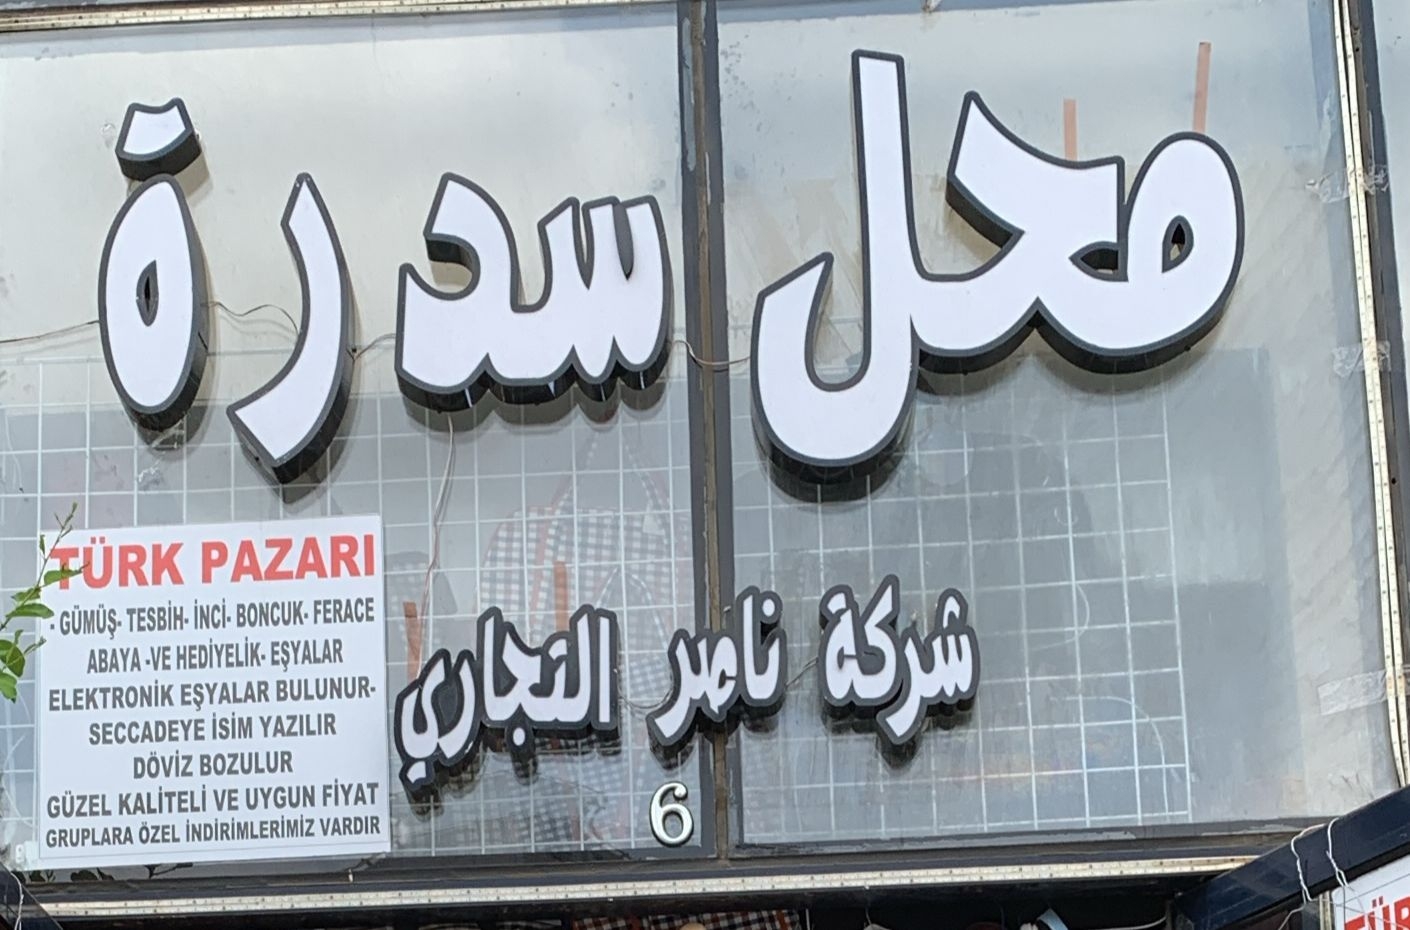 محل سدرة
شركة ناصر التجاري
6
TÜRK PAZARI
- GÜMÜŞ- TESBİH- İNCİ- BONCUK- FERACE
ABAYA -VE HEDİYELİK- EŞYALAR
ELEKTRONİK EŞYALAR BULUNUR-
SECCADEYE İSİM YAZILIR
DÖVİZ BOZULUR
GÜZEL KALİTELİ VE UYGUN FİYAT
GRUPLARA ÖZEL İNDİRİMLERİMİZ VARDIR